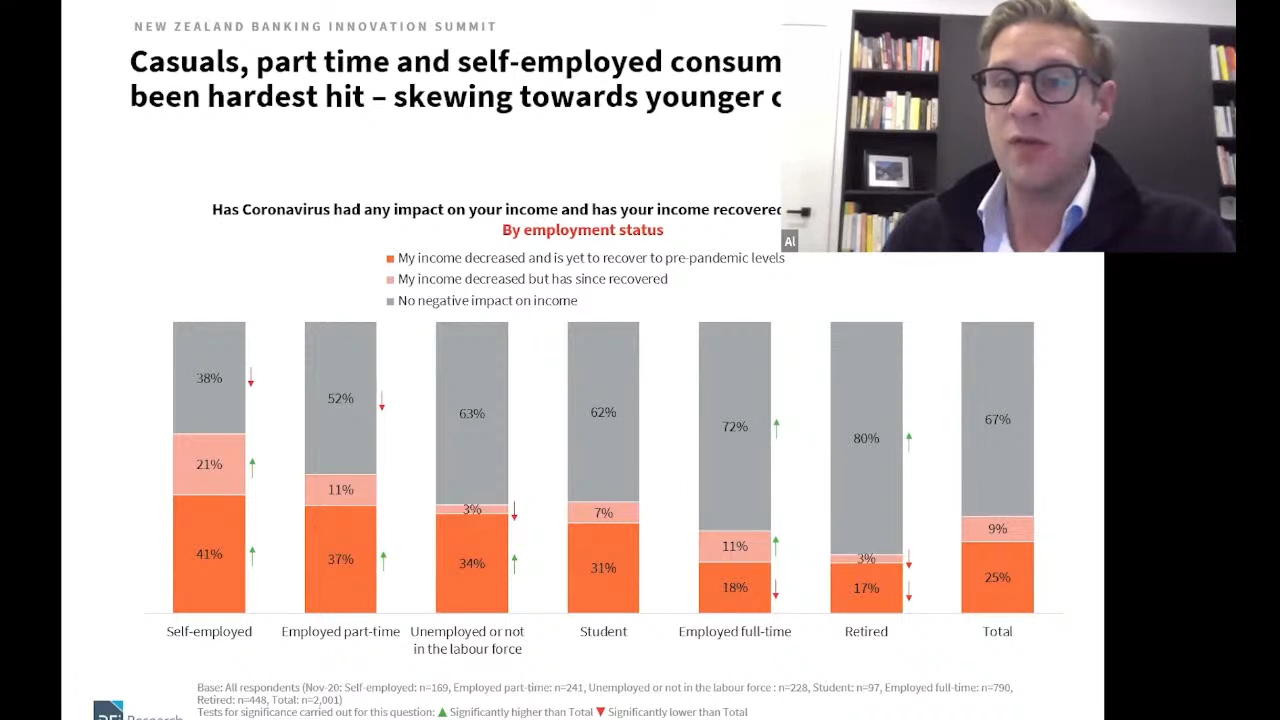 NEW ZEALAND BANKING INNOVATION SUMMIT
Casuals, part time and self-employed
been hardest hit – skewing towards younger
Has Coronavirus had any impact on your income and has your income recovered
By employment status
My income decreased and is yet to recover to pre-pandemic levels
My income decreased but has since recovered
No negative impact on income
Al
38% 52% 63% 62% 72% 80% 67%
21% 11% 3% 7% 11% 3% 9%
41% 37% 34% 31% 18% 17% 25%
Self-employed Employed part-time Unemployed or not Student Employed full-time Retired Total
in the labour force
Base: All respondents (Nov-20: Self-employed: n=169, Employed part-time: n=241, Unemployed or not in the labour force : n=228, Student: n=97, Employed full-time: n=790,
Retired: n=448, Total: n=2,001)
Tests for significance carried out for this question: ▲ Significantly higher than Total ▼ Significantly lower than Total